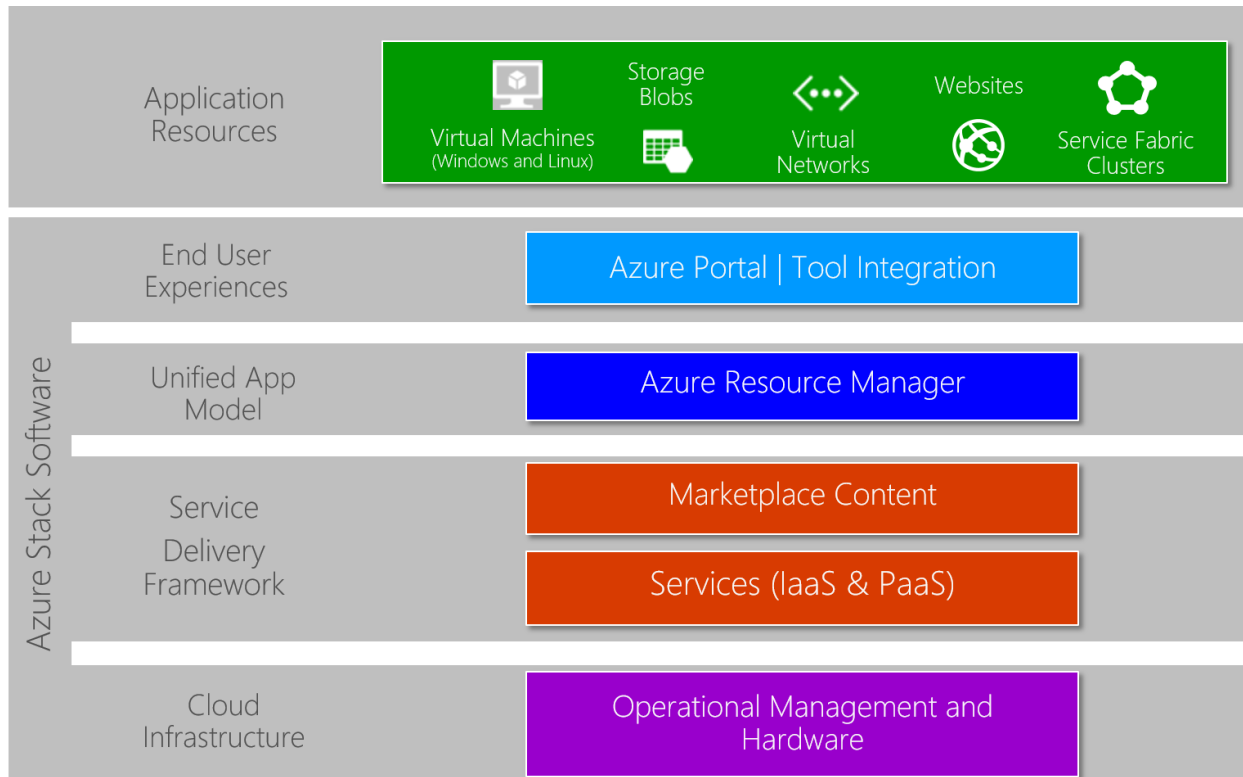 Application
Resources
Virtual Machines
(Windows and Linux)
Storage
Blobs
Virtual
Networks
Websites
Service Fabric
Clusters
Azure Stack Software
End User
Experiences
Azure Portal | Tool Integration
Unified App
Model
Azure Resource Manager
Service
Delivery
Framework
Marketplace Content
Services (IaaS & PaaS)
Cloud
Infrastructure
Operational Management and
Hardware